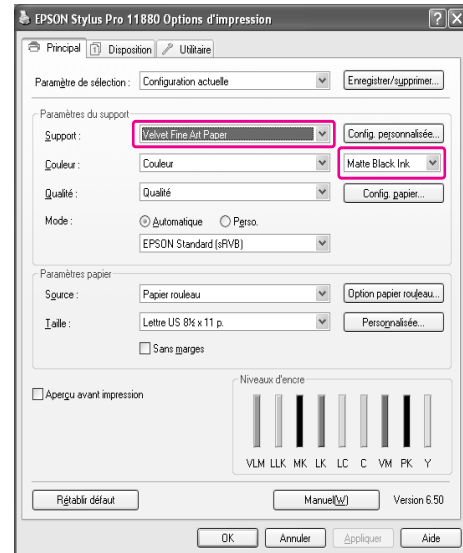 EPSON Stylus Pro 11880 Options d'impression
Principal Disposition Utilitaire
Paramètre de sélection : Configuration actuelle Enregistrer/supprimer...
Paramètres du support
Support : Velvet Fine Art Paper Config. personnalisée...
Couleur : Couleur Matte Black Ink
Qualité : Qualité Config. papier...
Mode : Automatique Perso.
EPSON Standard (sRVB)
Paramètres papier
Source : Papier rouleau Option papier rouleau...
Taille : Lettre US 8½ x 11 p. Personnalisée...
Sans marges
Aperçu avant impression
Niveaux d'encre
VLM LLK MK LK LC C VM PK Y
Rétablir défaut Manuel(W) Version 6.50
OK Annuler Appliquer Aide